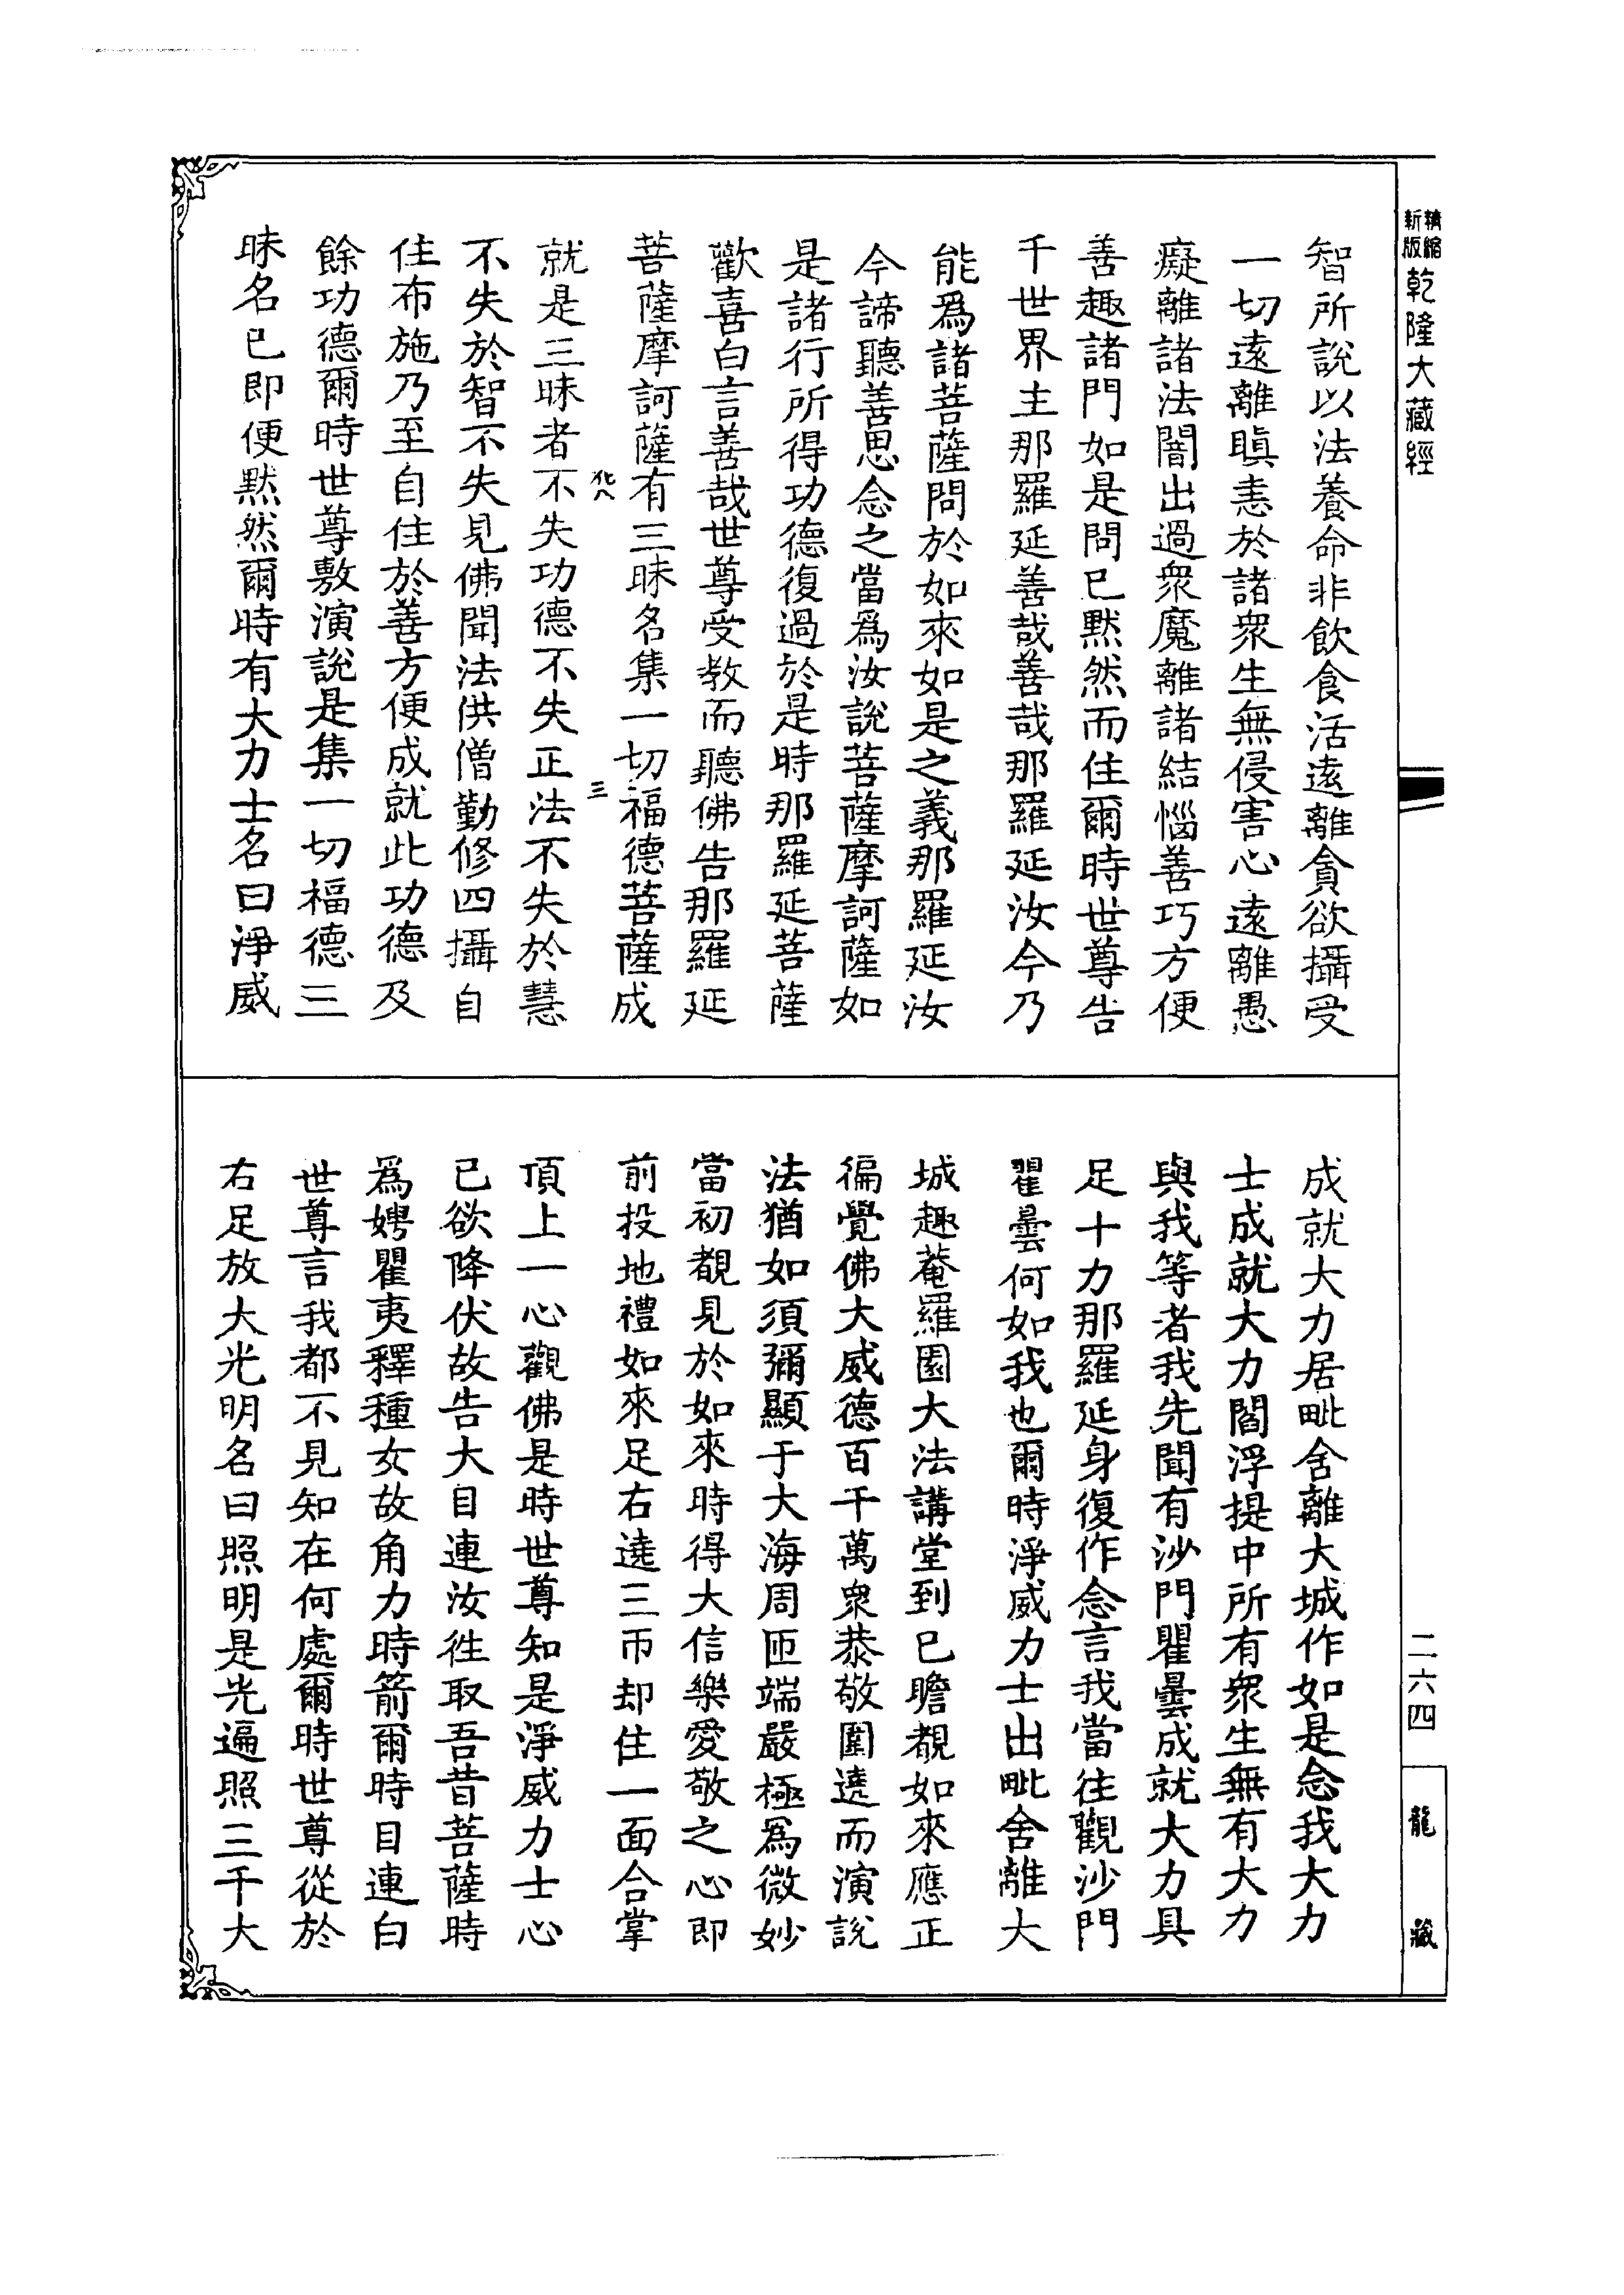 精縮
新版
乾隆大藏經
智所說以法養命非飲食活遠離貪欲攝受
一切遠離瞋恚於諸衆生無侵害心遠離愚
癡離諸法闇出過衆魔離諸結惱善巧方便
善趣諸門如是問已默然而住爾時世尊告
千世界主那羅延善哉善哉那羅延汝今乃
能爲諸菩薩問於如來如是之義那羅延汝
今諦聽善思念之當爲汝說菩薩摩訶薩如
是諸行所得功德復過於是時那羅延菩薩
歡喜白言善哉世尊受教而聽佛告那羅延
菩薩摩訶薩有三昧名集一切福德菩薩成
化八
三
就是三昧者不失功德不失正法不失於慧
不失於智不失見佛聞法供僧勤修四攝自
住布施乃至自住於善方便成就此功德及
餘功德爾時世尊敷演說是集一切福德三
昧名已即便默然爾時有大力士名曰淨威
成就大力居毗舍離大城作如是念我大力
士成就大力閻浮提中所有衆生無有大力
與我等者我先聞有沙門瞿曇成就大力具
足十力那羅延身復作念言我當往觀沙門
瞿曇何如我也爾時淨威力士出毗舍離大
城趣菴羅園大法講堂到已瞻覩如來應正
徧覺佛大威德百千萬衆恭敬圍遶而演說
法猶如須彌顯于大海周匝端嚴極爲微妙
當初覩見於如來時得大信樂愛敬之心即
前投地禮如來足右遶三帀却住一面合掌
頂上一心觀佛是時世尊知是淨威力士心
已欲降伏故告大目連汝徃取吾昔菩薩時
爲娉瞿夷釋種女故角力時箭爾時目連白
世尊言我都不見知在何處爾時世尊從於
右足放大光明名曰照明是光遍照三千大
二六四
龍藏